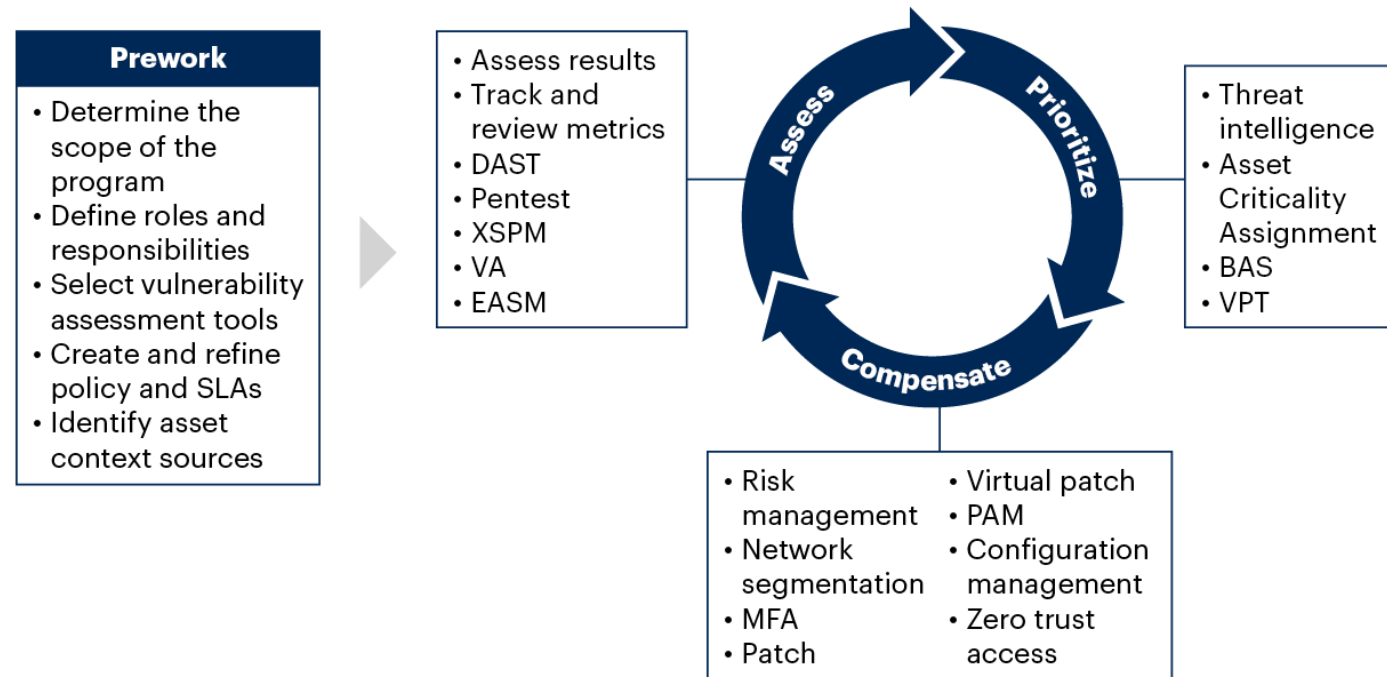 Prework
• Determine the
scope of the
program
• Define roles and
responsibilities
• Select vulnerability
assessment tools
• Create and refine
policy and SLAs
• Identify asset
context sources
• Assess results
• Track and
review metrics
• DAST
• Pentest
• XSPM
• VA
• EASM
Assess
Prioritize
Compensate
• Threat
intelligence
• Asset
Criticality
Assignment
• BAS
• VPT
• Risk
management
• Network
segmentation
• MFA
• Patch
• Virtual patch
• PAM
• Configuration
management
• Zero trust
access